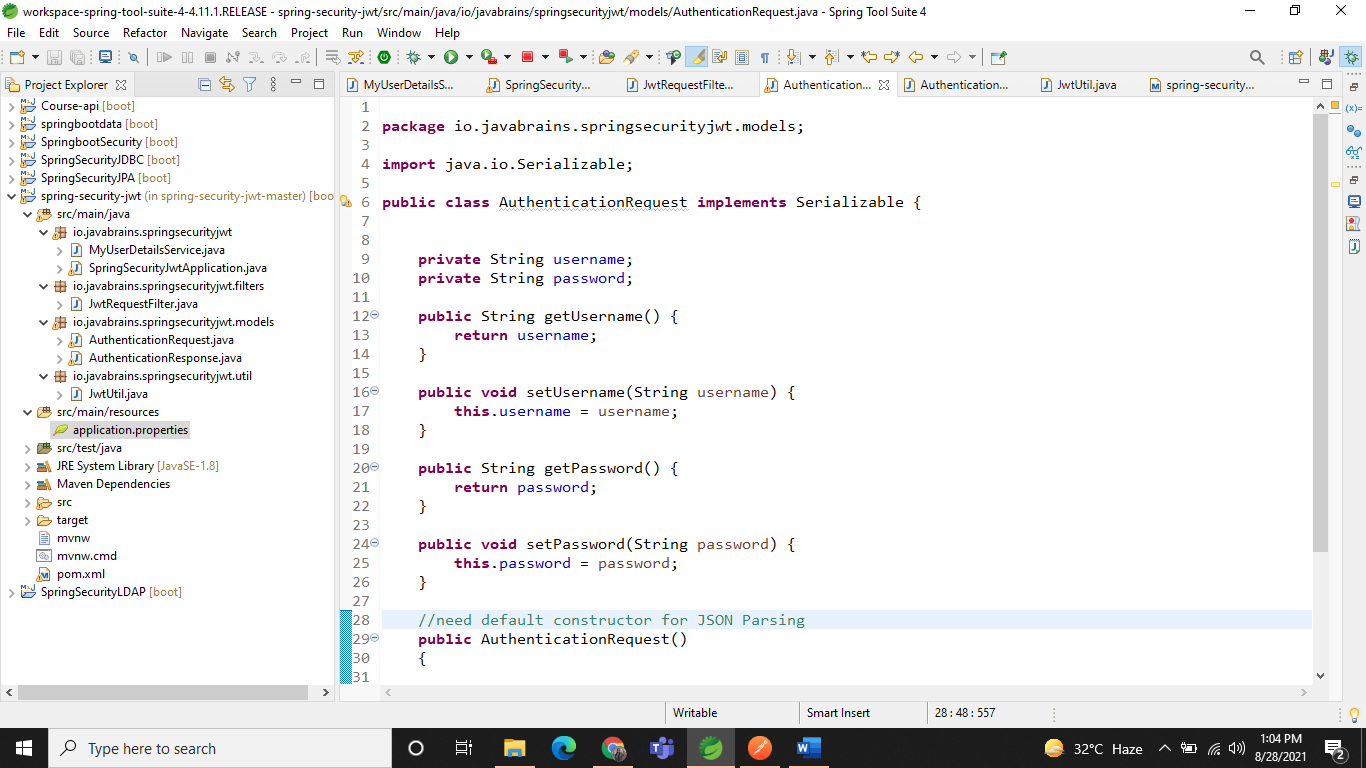 workspace-spring-tool-suite-4-4.11.1.RELEASE - spring-security-jwt/src/main/java/io/javabrains/springsecurityjwt/models/AuthenticationRequest.java - Spring Tool Suite 4
File Edit Source Refactor Navigate Search Project Run Window Help
Project Explorer
Course-api [boot]
springbootdata [boot]
SpringbootSecurity [boot]
SpringSecurityJDBC [boot]
SpringSecurityJPA [boot]
spring-security-jwt (in spring-security-jwt-master) [boo
src/main/java
io.javabrains.springsecurityjwt
MyUserDetailsService.java
SpringSecurityJwtApplication.java
io.javabrains.springsecurityjwt.filters
JwtRequestFilter.java
io.javabrains.springsecurityjwt.models
AuthenticationRequest.java
AuthenticationResponse.java
io.javabrains.springsecurityjwt.util
JwtUtil.java
src/main/resources
application.properties
src/test/java
JRE System Library [JavaSE-1.8]
Maven Dependencies
src
target
mvnw
mvnw.cmd
pom.xml
SpringSecurityLDAP [boot]
MyUserDetailsS... SpringSecurity... JwtRequestFilte... Authentication... Authentication... JwtUtil.java spring-security...
1
2 package io.javabrains.springsecurityjwt.models;
3
4 import java.io.Serializable;
5
6 public class AuthenticationRequest implements Serializable {
7
8
9 private String username;
10 private String password;
11
12 public String getUsername() {
13 return username;
14 }
15
16 public void setUsername(String username) {
17 this.username = username;
18 }
19
20 public String getPassword() {
21 return password;
22 }
23
24 public void setPassword(String password) {
25 this.password = password;
26 }
27
28 //need default constructor for JSON Parsing
29 public AuthenticationRequest()
30 {
31
Writable Smart Insert 28 : 48 : 557
Type here to search
32°C Haze
1:04 PM
8/28/2021
2